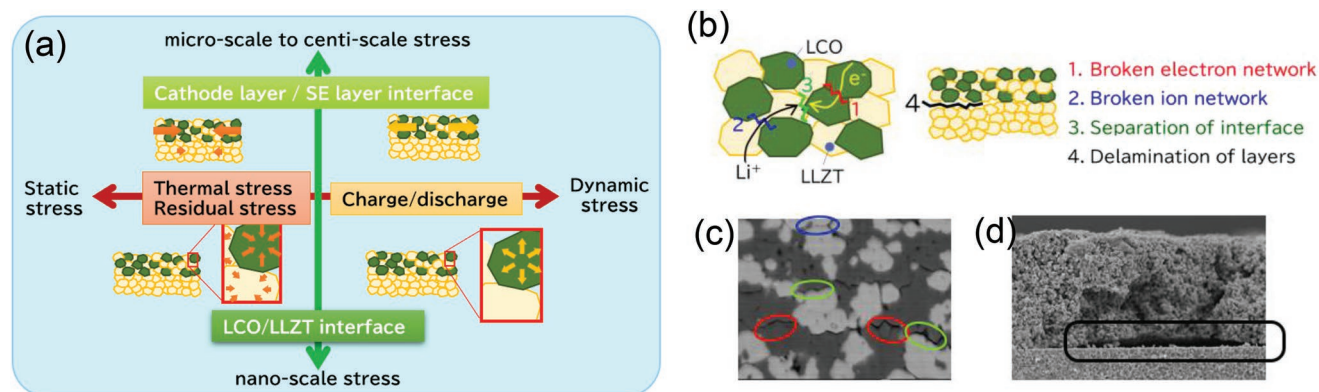 (a)
micro-scale to centi-scale stress
Cathode layer / SE layer interface
Static
stress
Thermal stress
Residual stress
Charge/discharge
Dynamic
stress
LCO/LLZT interface
nano-scale stress
(b)
LCO
e-
3
1
2
Li+
LLZT
4
1. Broken electron network
2. Broken ion network
3. Separation of interface
4. Delamination of layers
(c)
(d)